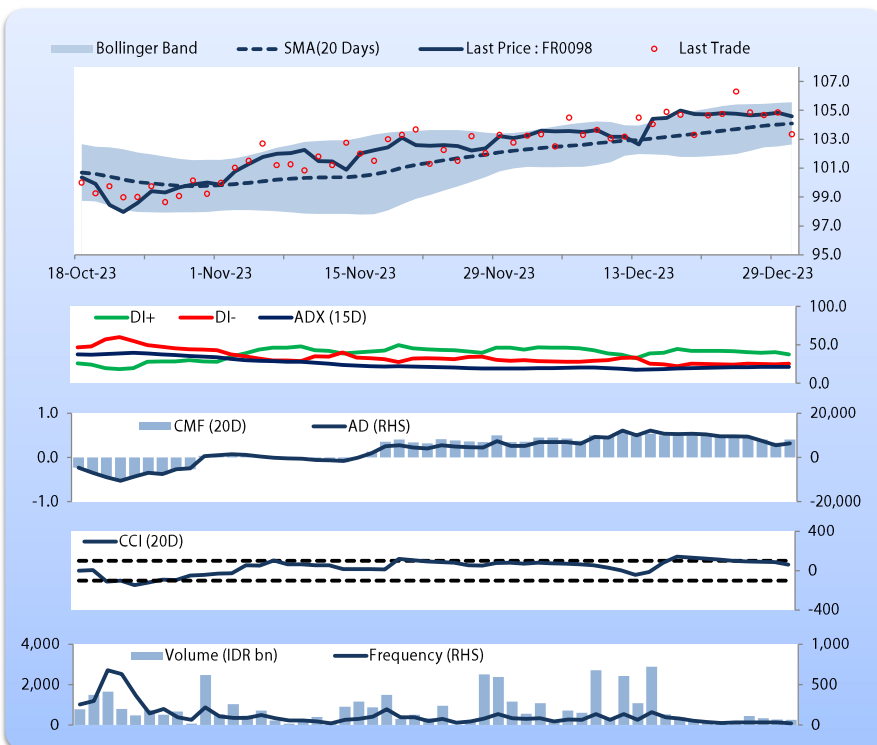 Bollinger Band SMA(20 Days) Last Price : FR0098 Last Trade
107.0
105.0
103.0
101.0
99.0
97.0
95.0
18-Oct-23 1-Nov-23 15-Nov-23 29-Nov-23 13-Dec-23 29-Dec-23
DI+ DI- ADX (15D)
100.0
50.0
0.0
1.0 CMF (20D) AD (RHS) 20,000
0.0 0
-1.0 -20,000
CCI (20D) 400
0
-400
4,000 Volume (IDR bn) Frequency (RHS) 1,000
2,000 500
0 0